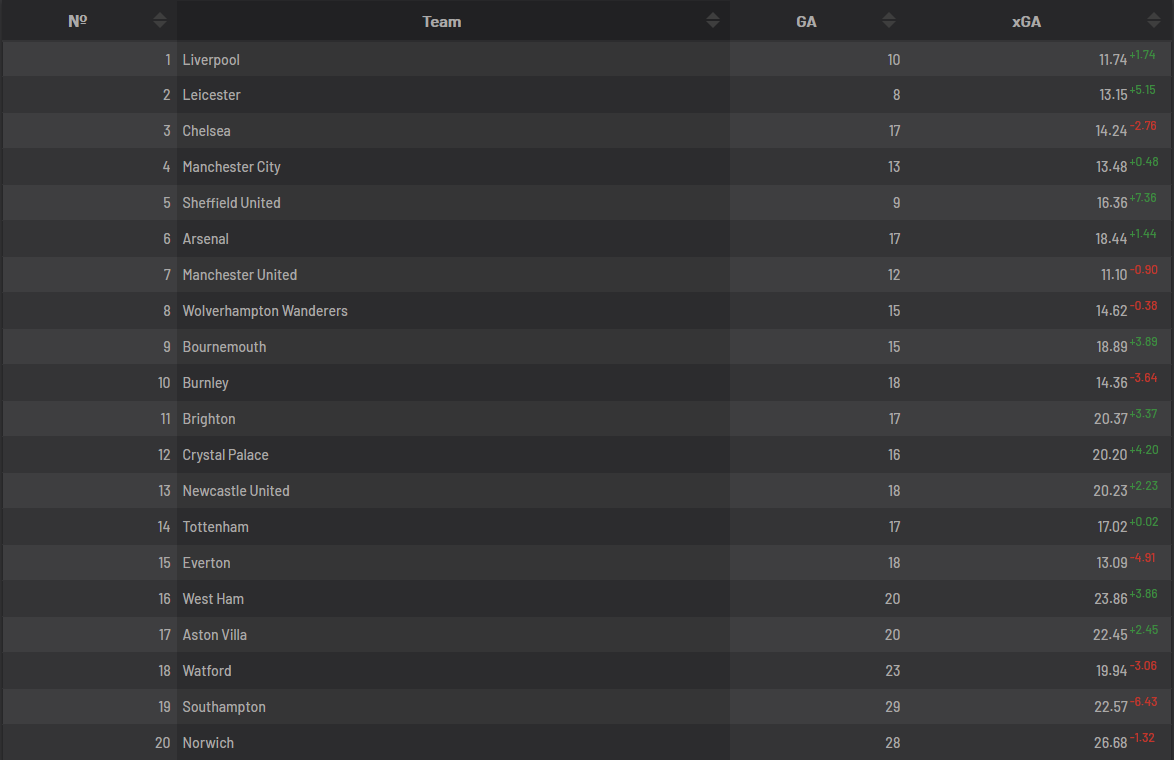 Nº Team GA xGA
1 Liverpool 10 11.74 +1.74
2 Leicester 8 13.15 +5.15
3 Chelsea 17 14.24 -2.76
4 Manchester City 13 13.48 +0.48
5 Sheffield United 9 16.36 +7.36
6 Arsenal 17 18.44 +1.44
7 Manchester United 12 11.10 -0.90
8 Wolverhampton Wanderers 15 14.62 -0.38
9 Bournemouth 15 18.89 +3.89
10 Burnley 18 14.36 -3.64
11 Brighton 17 20.37 +3.37
12 Crystal Palace 16 20.20 +4.20
13 Newcastle United 18 20.23 +2.23
14 Tottenham 17 17.02 +0.02
15 Everton 18 13.09 -4.91
16 West Ham 20 23.86 +3.86
17 Aston Villa 20 22.45 +2.45
18 Watford 23 19.94 -3.06
19 Southampton 29 22.57 -6.43
20 Norwich 28 26.68 -1.32